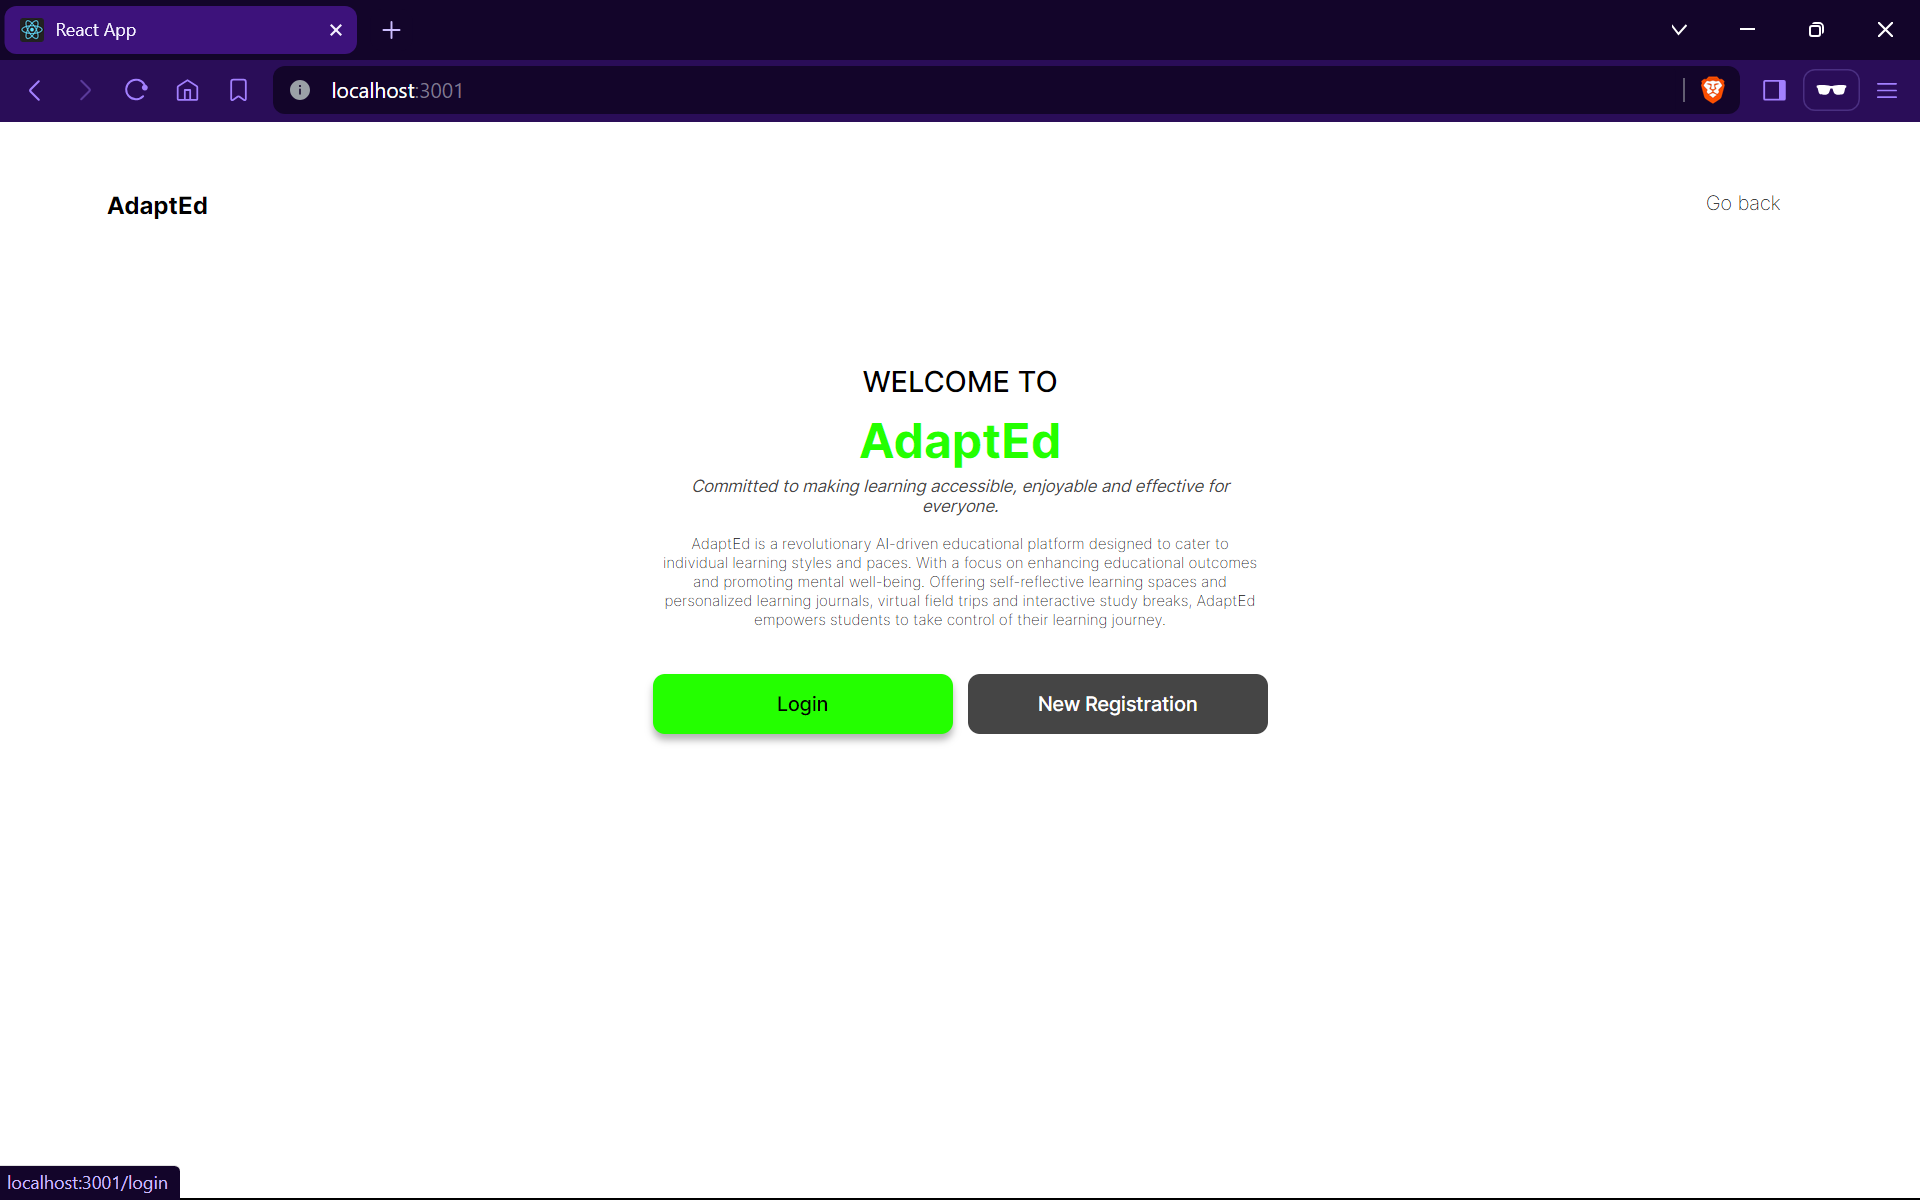 React App
localhost:3001
AdaptEd
Go back
WELCOME TO
AdaptEd
Committed to making learning accessible, enjoyable and effective for
everyone.
AdaptEd is a revolutionary AI-driven educational platform designed to cater to
individual learning styles and paces. With a focus on enhancing educational outcomes
and promoting mental well-being. Offering self-reflective learning spaces and
personalized learning journals, virtual field trips and interactive study breaks, AdaptEd
empowers students to take control of their learning journey.
Login
New Registration
localhost:3001/login